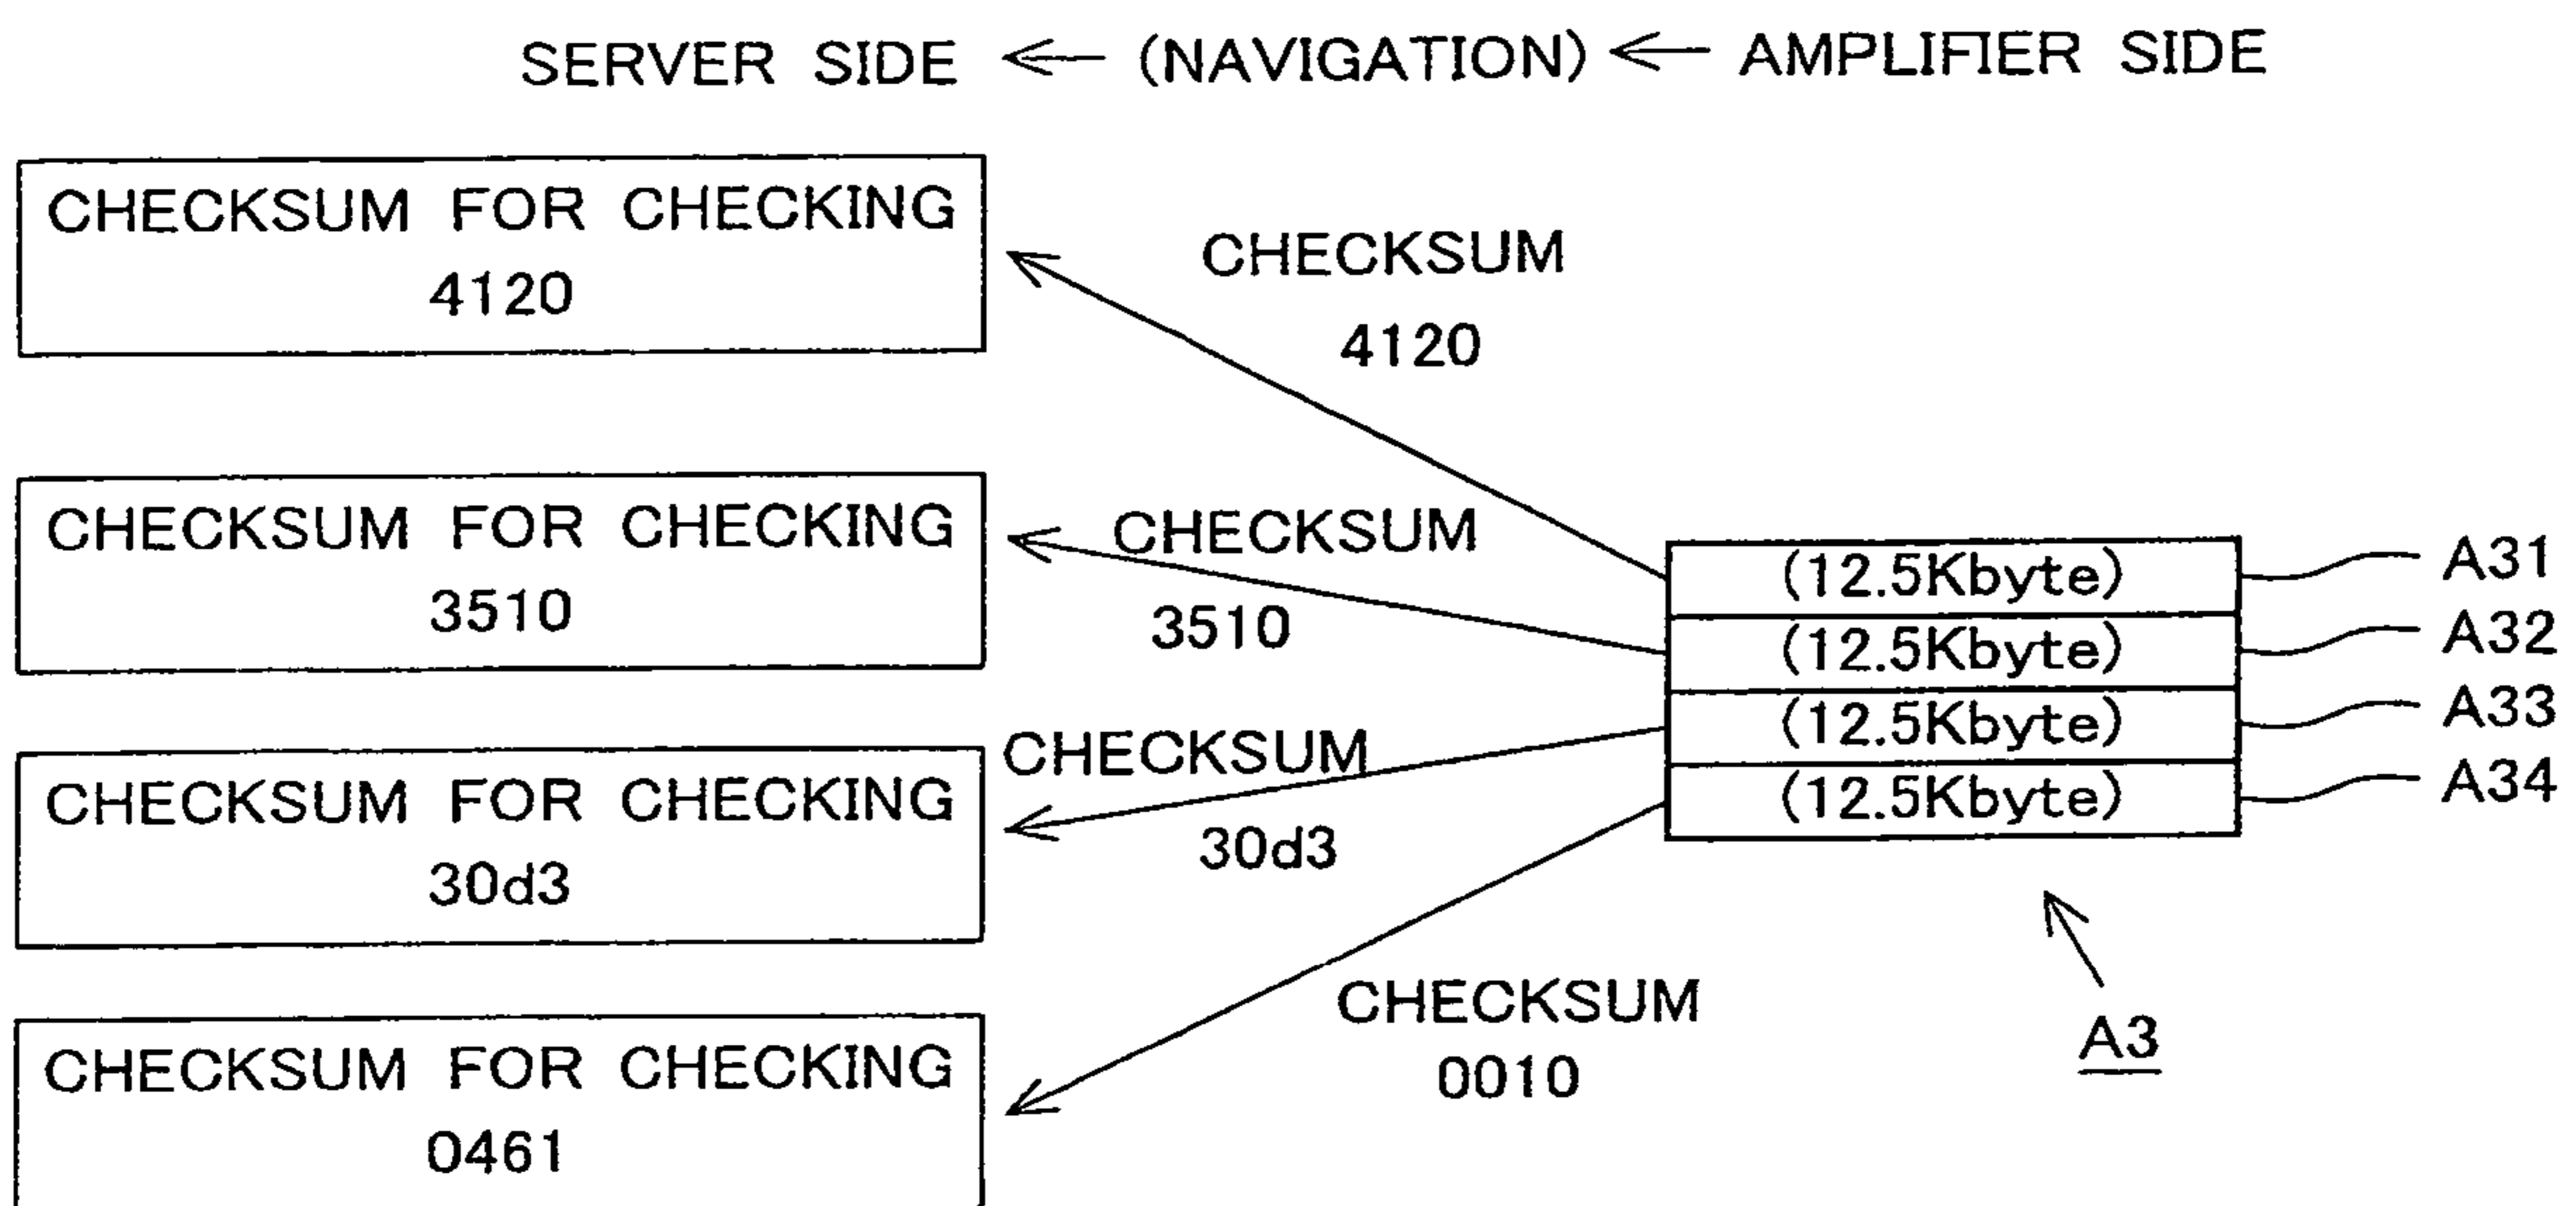 SERVER SIDE ← (NAVIGATION) ← AMPLIFIER SIDE
CHECKSUM FOR CHECKING
4120
CHECKSUM
4120
CHECKSUM FOR CHECKING
3510
CHECKSUM
3510
CHECKSUM FOR CHECKING
30d3
CHECKSUM
30d3
CHECKSUM FOR CHECKING
0461
CHECKSUM
0010
(12.5Kbyte) A31
(12.5Kbyte) A32
(12.5Kbyte) A33
(12.5Kbyte) A34
A3